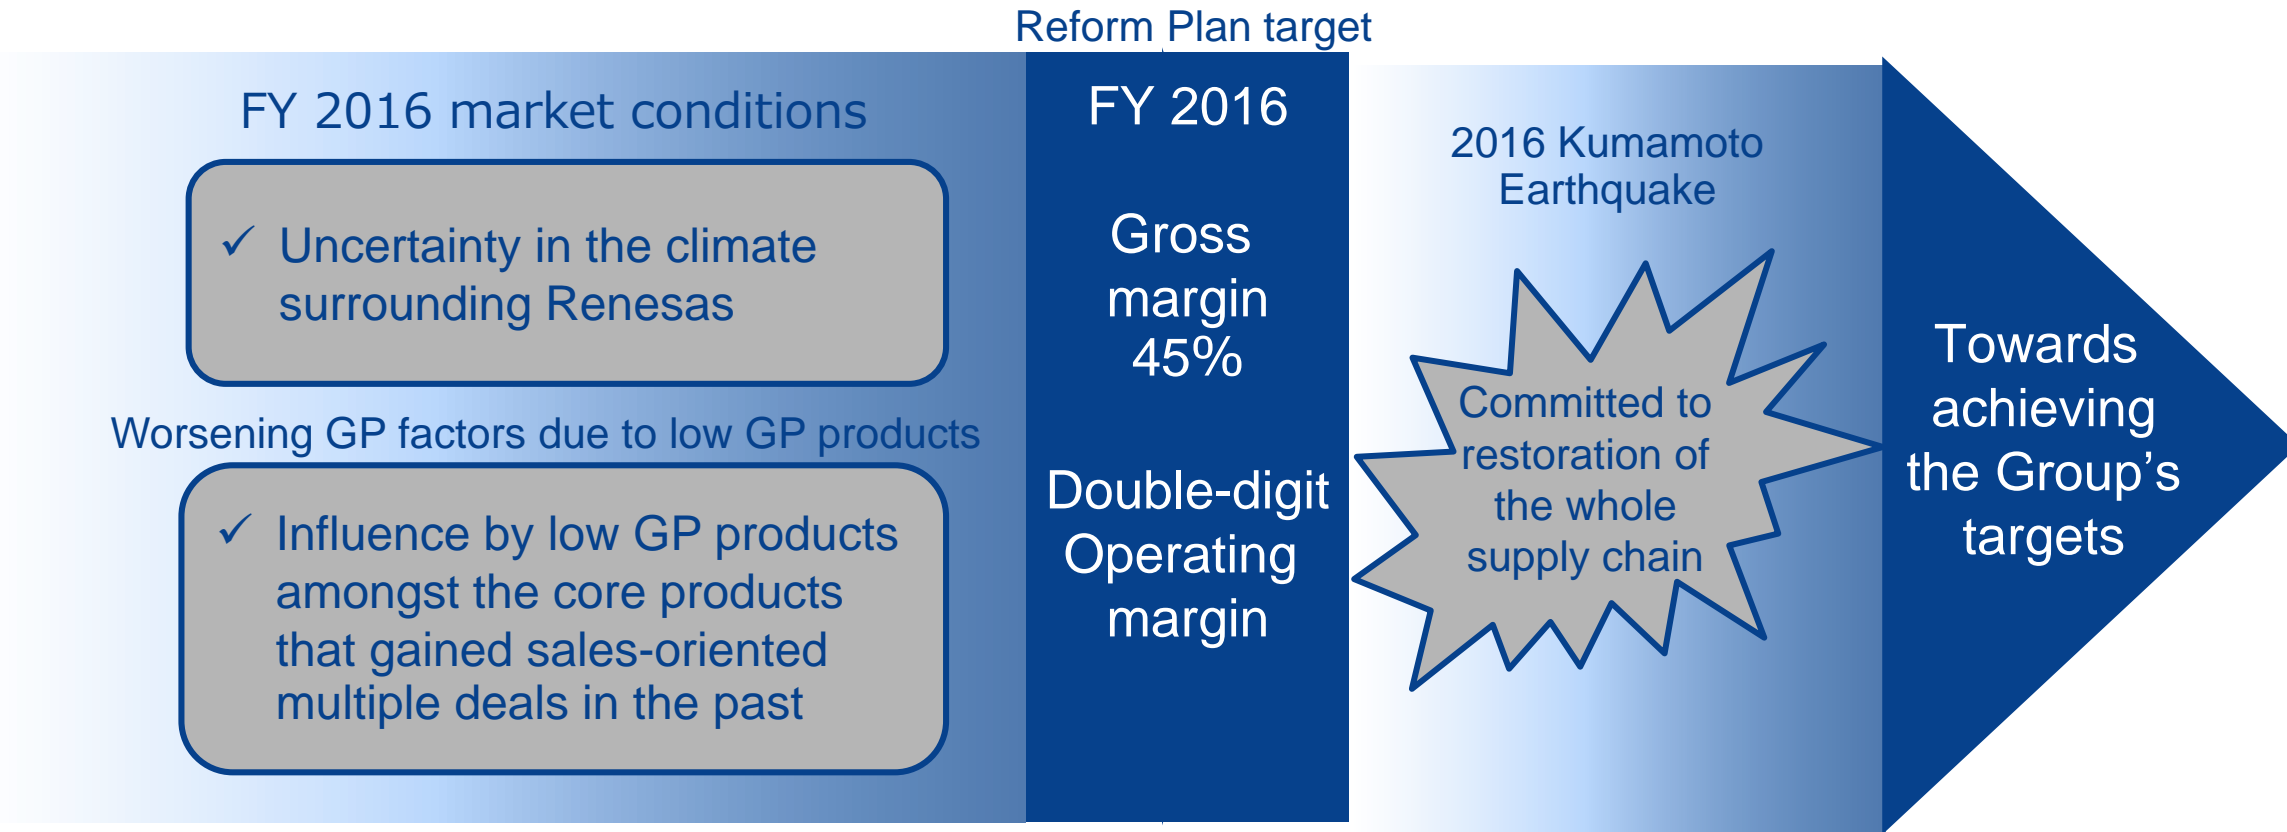 Reform Plan target
FY 2016 market conditions
✓ Uncertainty in the climate
surrounding Renesas
Worsening GP factors due to low GP products
✓ Influence by low GP products
amongst the core products
that gained sales-oriented
multiple deals in the past
FY 2016
Gross
margin
45%
Double-digit
Operating
margin
2016 Kumamoto
Earthquake
Committed to
restoration of
the whole
supply chain
Towards
achieving
the Group’s
targets